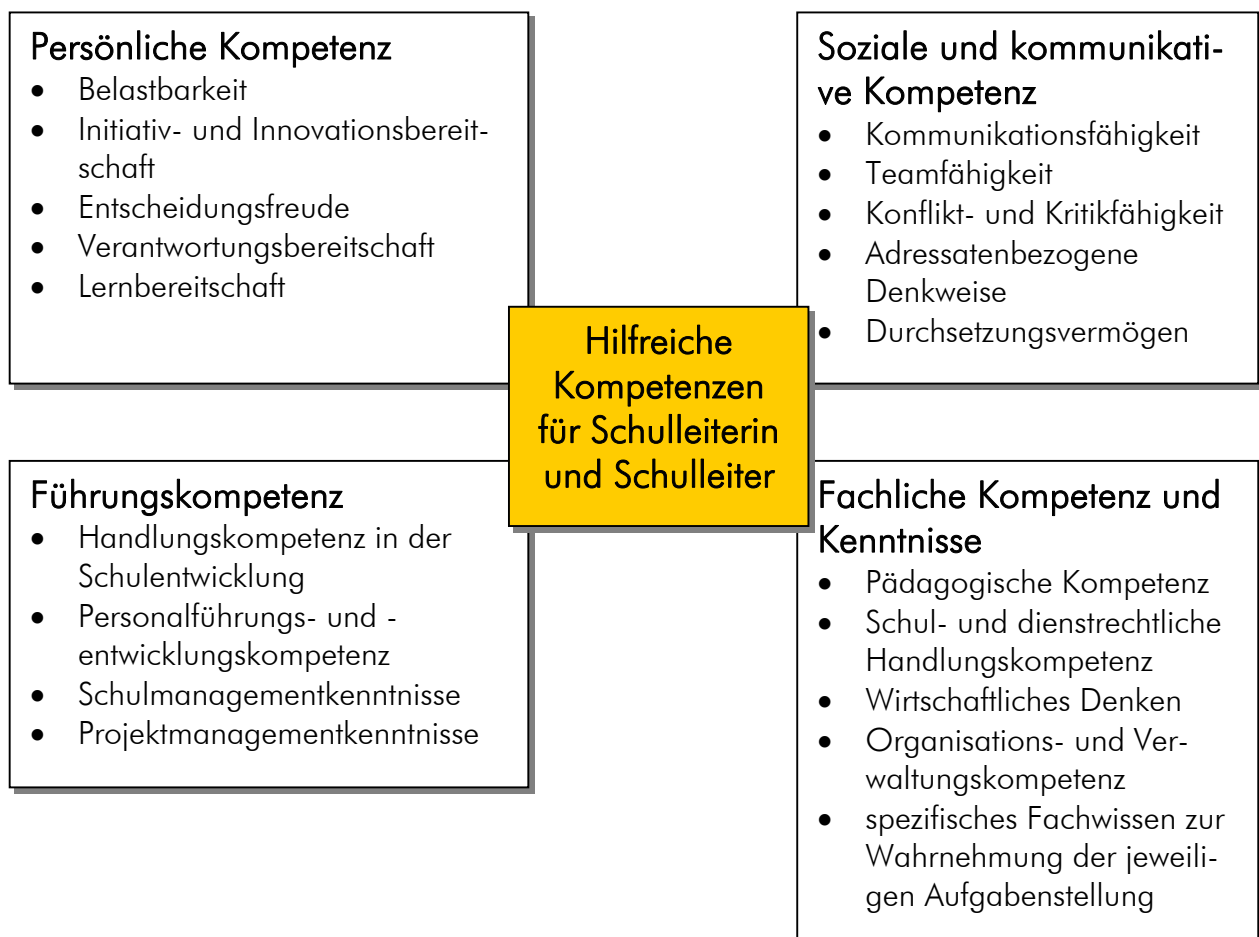 Persönliche Kompetenz
• Belastbarkeit
• Initiativ- und Innovationsbereit-
schaft
• Entscheidungsfreude
• Verantwortungsbereitschaft
• Lernbereitschaft
Soziale und kommunikati-
ve Kompetenz
• Kommunikationsfähigkeit
• Teamfähigkeit
• Konflikt- und Kritikfähigkeit
• Adressatenbezogene
Denkweise
• Durchsetzungsvermögen
Hilfreiche
Kompetenzen
für Schulleiterin
und Schulleiter
Führungskompetenz
• Handlungskompetenz in der
Schulentwicklung
• Personalführungs- und -
entwicklungskompetenz
• Schulmanagementkenntnisse
• Projektmanagementkenntnisse
Fachliche Kompetenz und
Kenntnisse
• Pädagogische Kompetenz
• Schul- und dienstrechtliche
Handlungskompetenz
• Wirtschaftliches Denken
• Organisations- und Ver-
waltungskompetenz
• spezifisches Fachwissen zur
Wahrnehmung der jeweili-
gen Aufgabenstellung